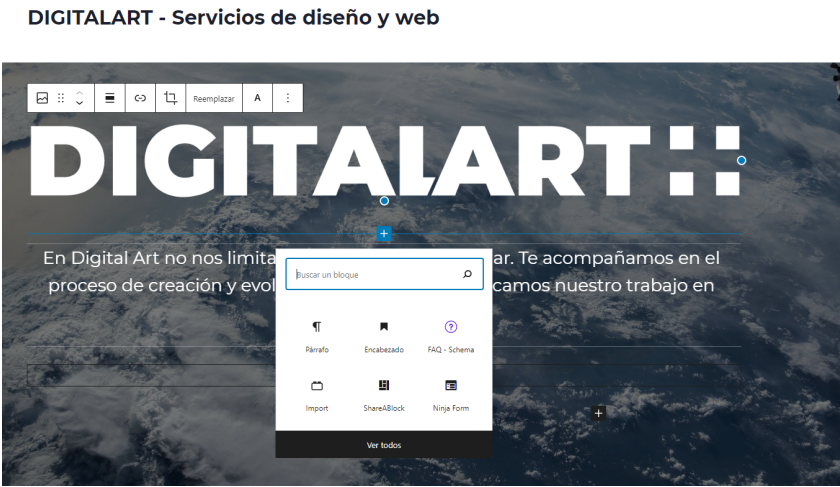 DIGITALART - Servicios de diseño y web
Reemplazar A
DIGITALART
En Digital Art no nos limita ar. Te acompañamos en el
Buscar un bloque
proceso de creación y evol camos nuestro trabajo en
Párrafo Encabezado FAQ - Schema
Import ShareABlock Ninja Form
Ver todos